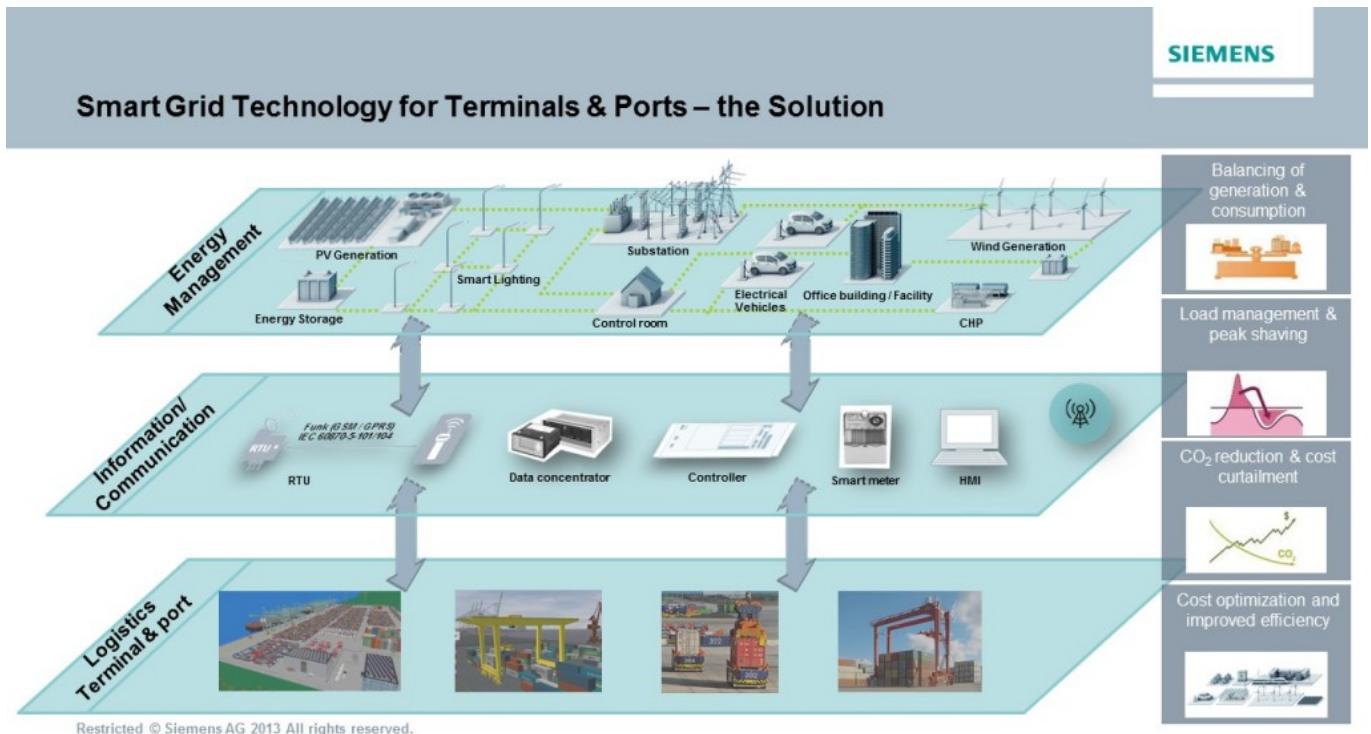 SIEMENS
Smart Grid Technology for Terminals & Ports – the Solution
Energy
Management
PV Generation
Smart Lighting
Substation
Wind Generation
Energy Storage
Control room
Electrical
Vehicles
Office building / Facility
CHP
Information/
Communication
Funk (GSM / GPRS)
IEC 60870-5-101/104
RTU
RTU
Data concentrator
Controller
Smart meter
HMI
Logistics
Terminal & port
Balancing of
generation &
consumption
Load management &
peak shaving
CO₂ reduction & cost
curtailment
$
CO₂
Cost optimization and
improved efficiency
Restricted © Siemens AG 2013 All rights reserved.